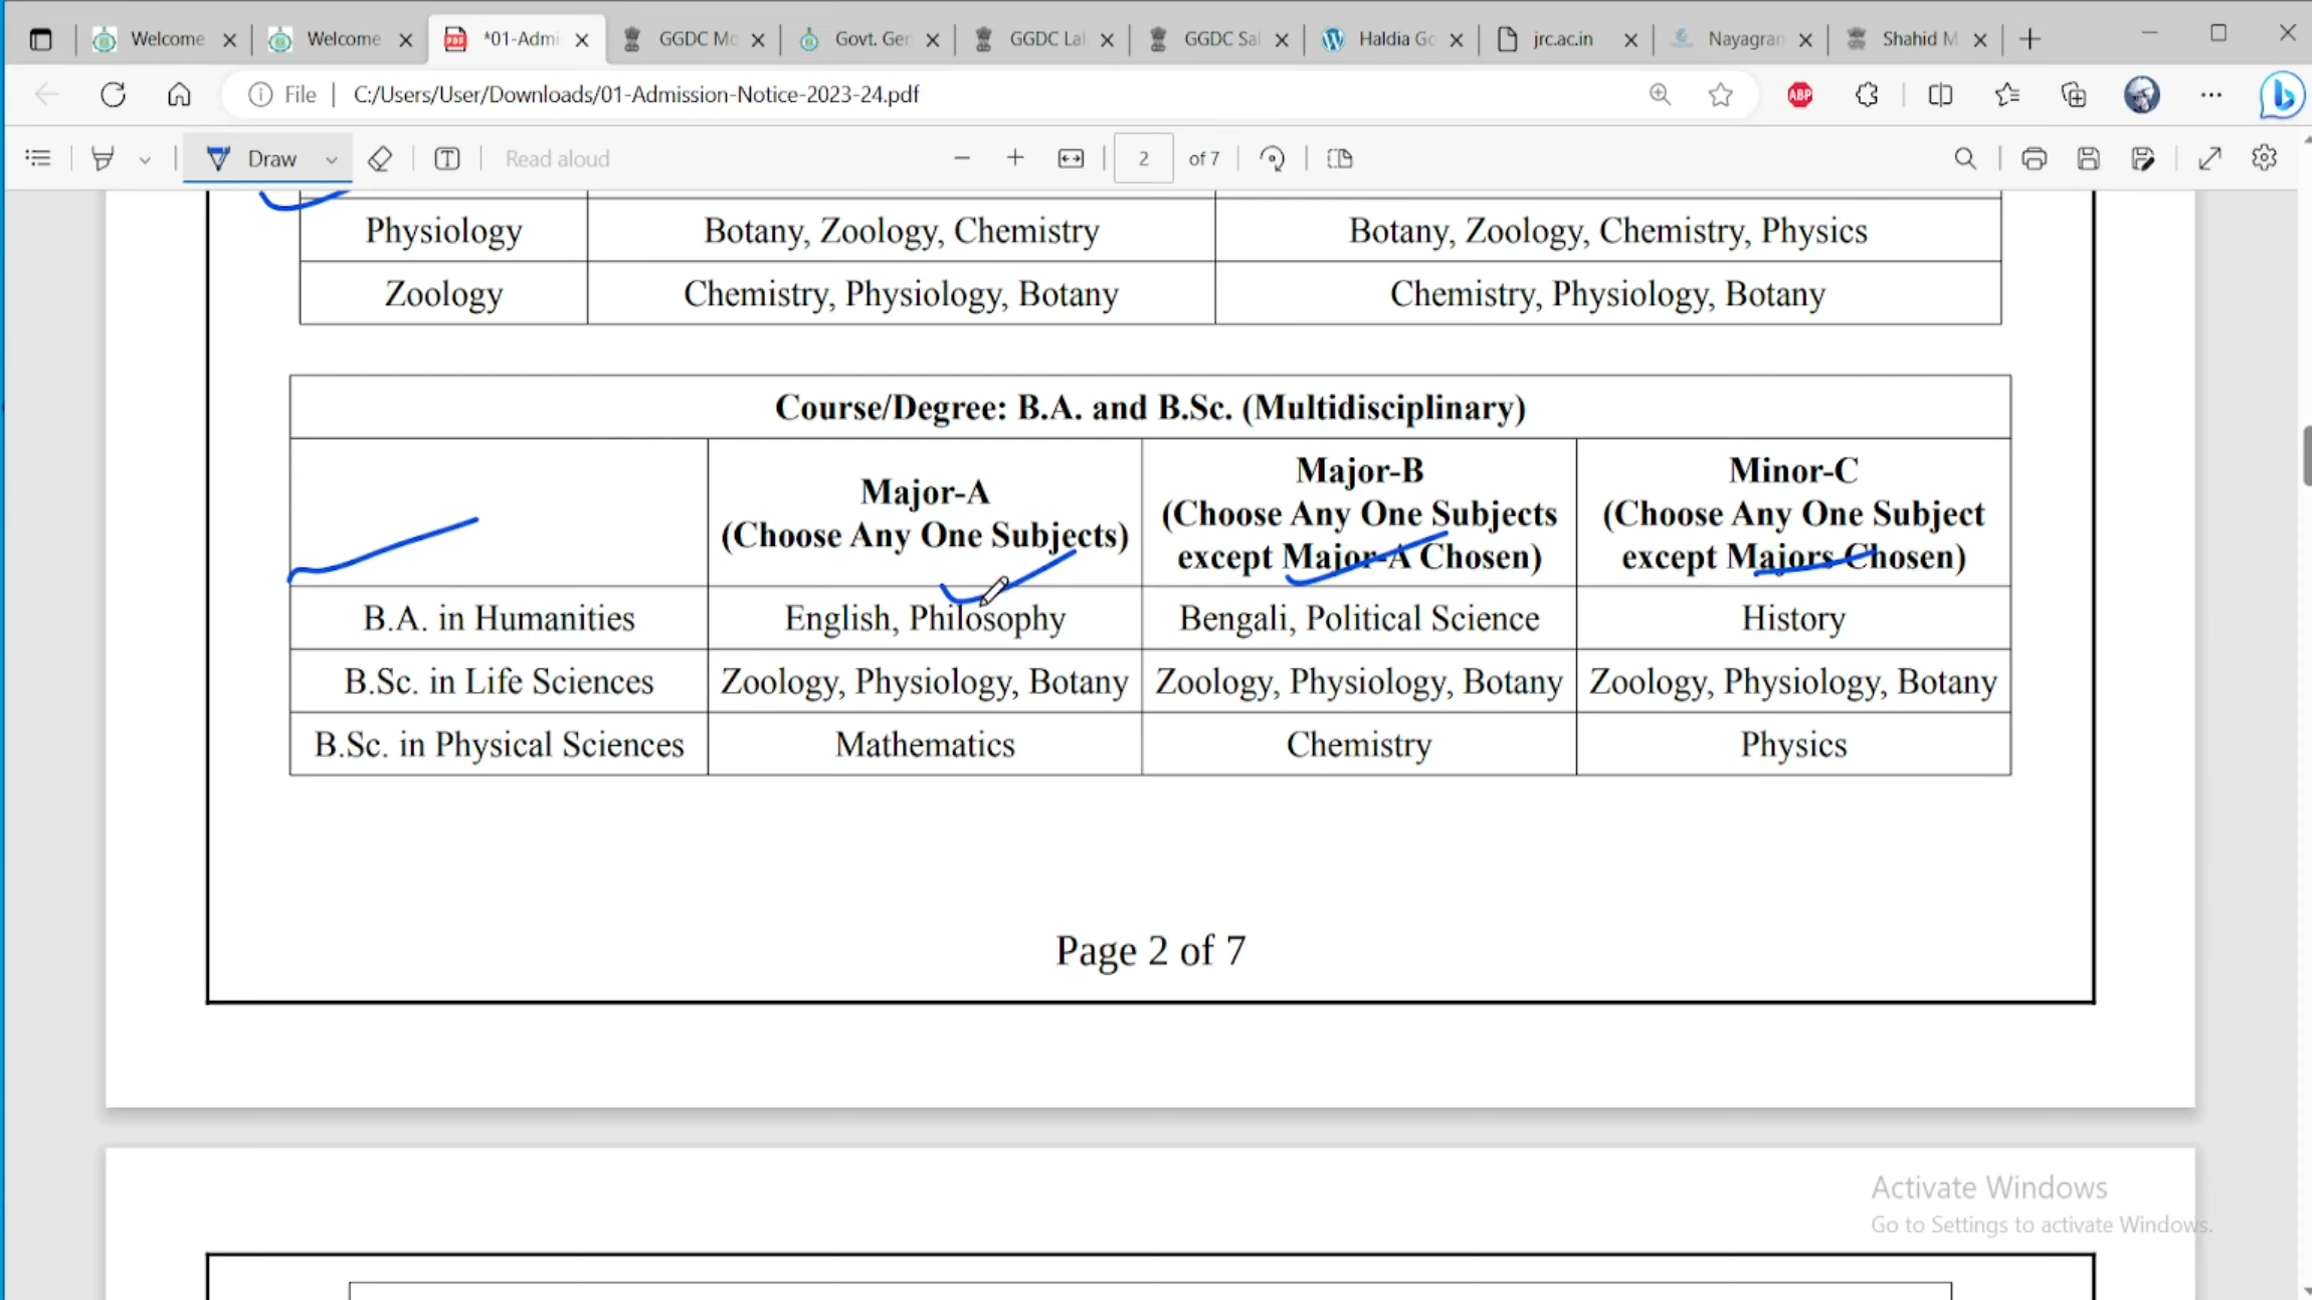 Welcome
Welcome
*01-Admi
GGDC Mc
Govt. Gen
GGDC Lal
GGDC Sal
Haldia Go
jrc.ac.in
Nayagran
Shahid M
File
C:/Users/User/Downloads/01-Admission-Notice-2023-24.pdf
ABP
PDF
Draw
Read aloud
2
of 7
Physiology Botany, Zoology, Chemistry Botany, Zoology, Chemistry, Physics
Zoology Chemistry, Physiology, Botany Chemistry, Physiology, Botany
Course/Degree: B.A. and B.Sc. (Multidisciplinary)
Major-A
(Choose Any One Subjects)
Major-B
(Choose Any One Subjects
except Major-A Chosen)
Minor-C
(Choose Any One Subject
except Majors Chosen)
B.A. in Humanities English, Philosophy Bengali, Political Science History
B.Sc. in Life Sciences Zoology, Physiology, Botany Zoology, Physiology, Botany Zoology, Physiology, Botany
B.Sc. in Physical Sciences Mathematics Chemistry Physics
Page 2 of 7
Activate Windows
Go to Settings to activate Windows.